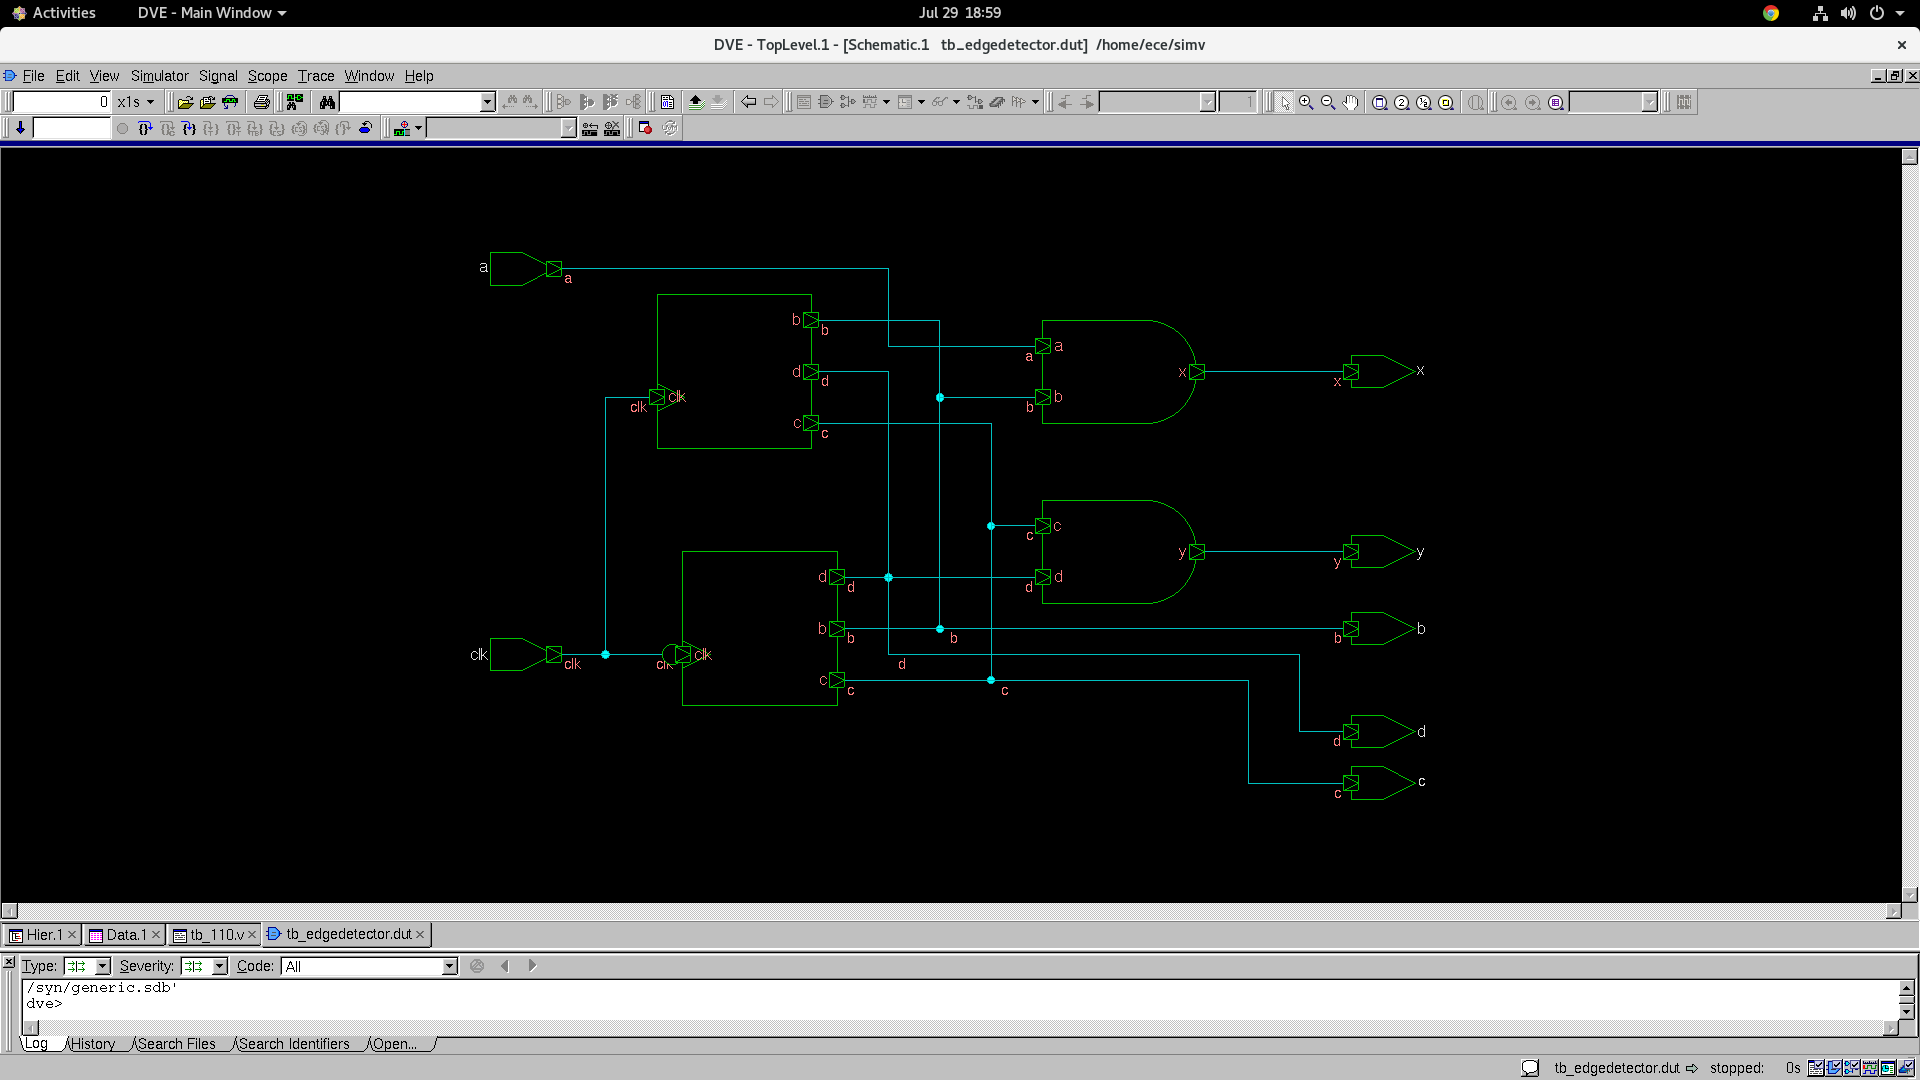 Activities DVE - Main Window Jul 29 18:59
DVE - TopLevel.1 - [Schematic.1 tb_edgedetector.dut] /home/ece/simv
File Edit View Simulator Signal Scope Trace Window Help
0 x1s 1
a
a
b
b
a
a
d
d
x
x
x
clk
clk
b
b
c
c
c
c
y
y
y
d
d
d
d
b
b
b
b
b
clk
clk
clk
clk
d
c
c
c
d
d
c
c
Hier.1 Data.1 tb_110.v tb_edgedetector.dut
Type: Severity: Code: All
/syn/generic.sdb'
dve>
Log History Search Files Search Identifiers Open...
tb_edgedetector.dut stopped: 0s